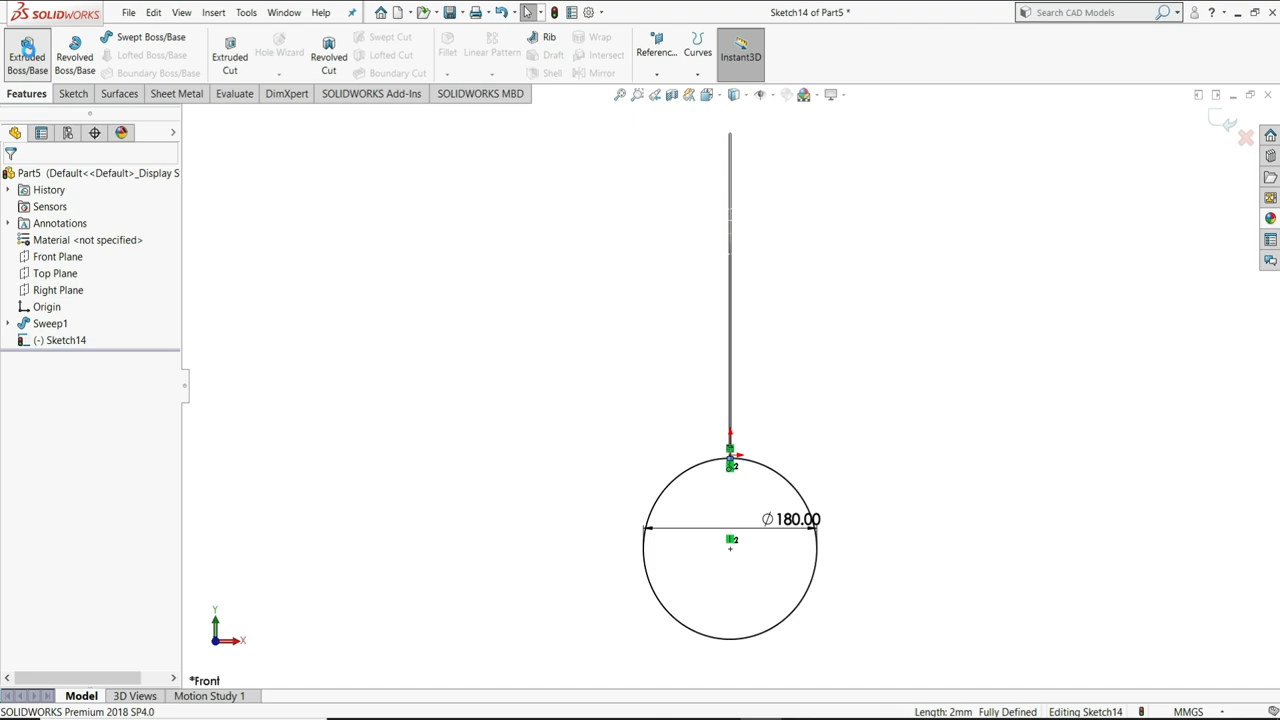 SOLIDWORKS File Edit View Insert Tools Window Help Sketch14 of Part5 * Search CAD Models
Extruded Boss/Base
Revolved Boss/Base
Swept Boss/Base
Lofted Boss/Base
Boundary Boss/Base
Extruded Cut
Hole Wizard
Revolved Cut
Swept Cut
Lofted Cut
Boundary Cut
Fillet
Linear Pattern
Rib
Draft
Shell
Wrap
Intersect
Mirror
Referenc...
Curves
Instant3D
Features Sketch Surfaces Sheet Metal Evaluate DimXpert SOLIDWORKS Add-Ins SOLIDWORKS MBD
Part5 (Default<<Default>_Display S
History
Sensors
Annotations
Material <not specified>
Front Plane
Top Plane
Right Plane
Origin
Sweep1
(-) Sketch14
2
∅180.00
2
Y
X
*Front
Model 3D Views Motion Study 1
SOLIDWORKS Premium 2018 SP4.0 Length: 2mm Fully Defined Editing Sketch14 MMGS